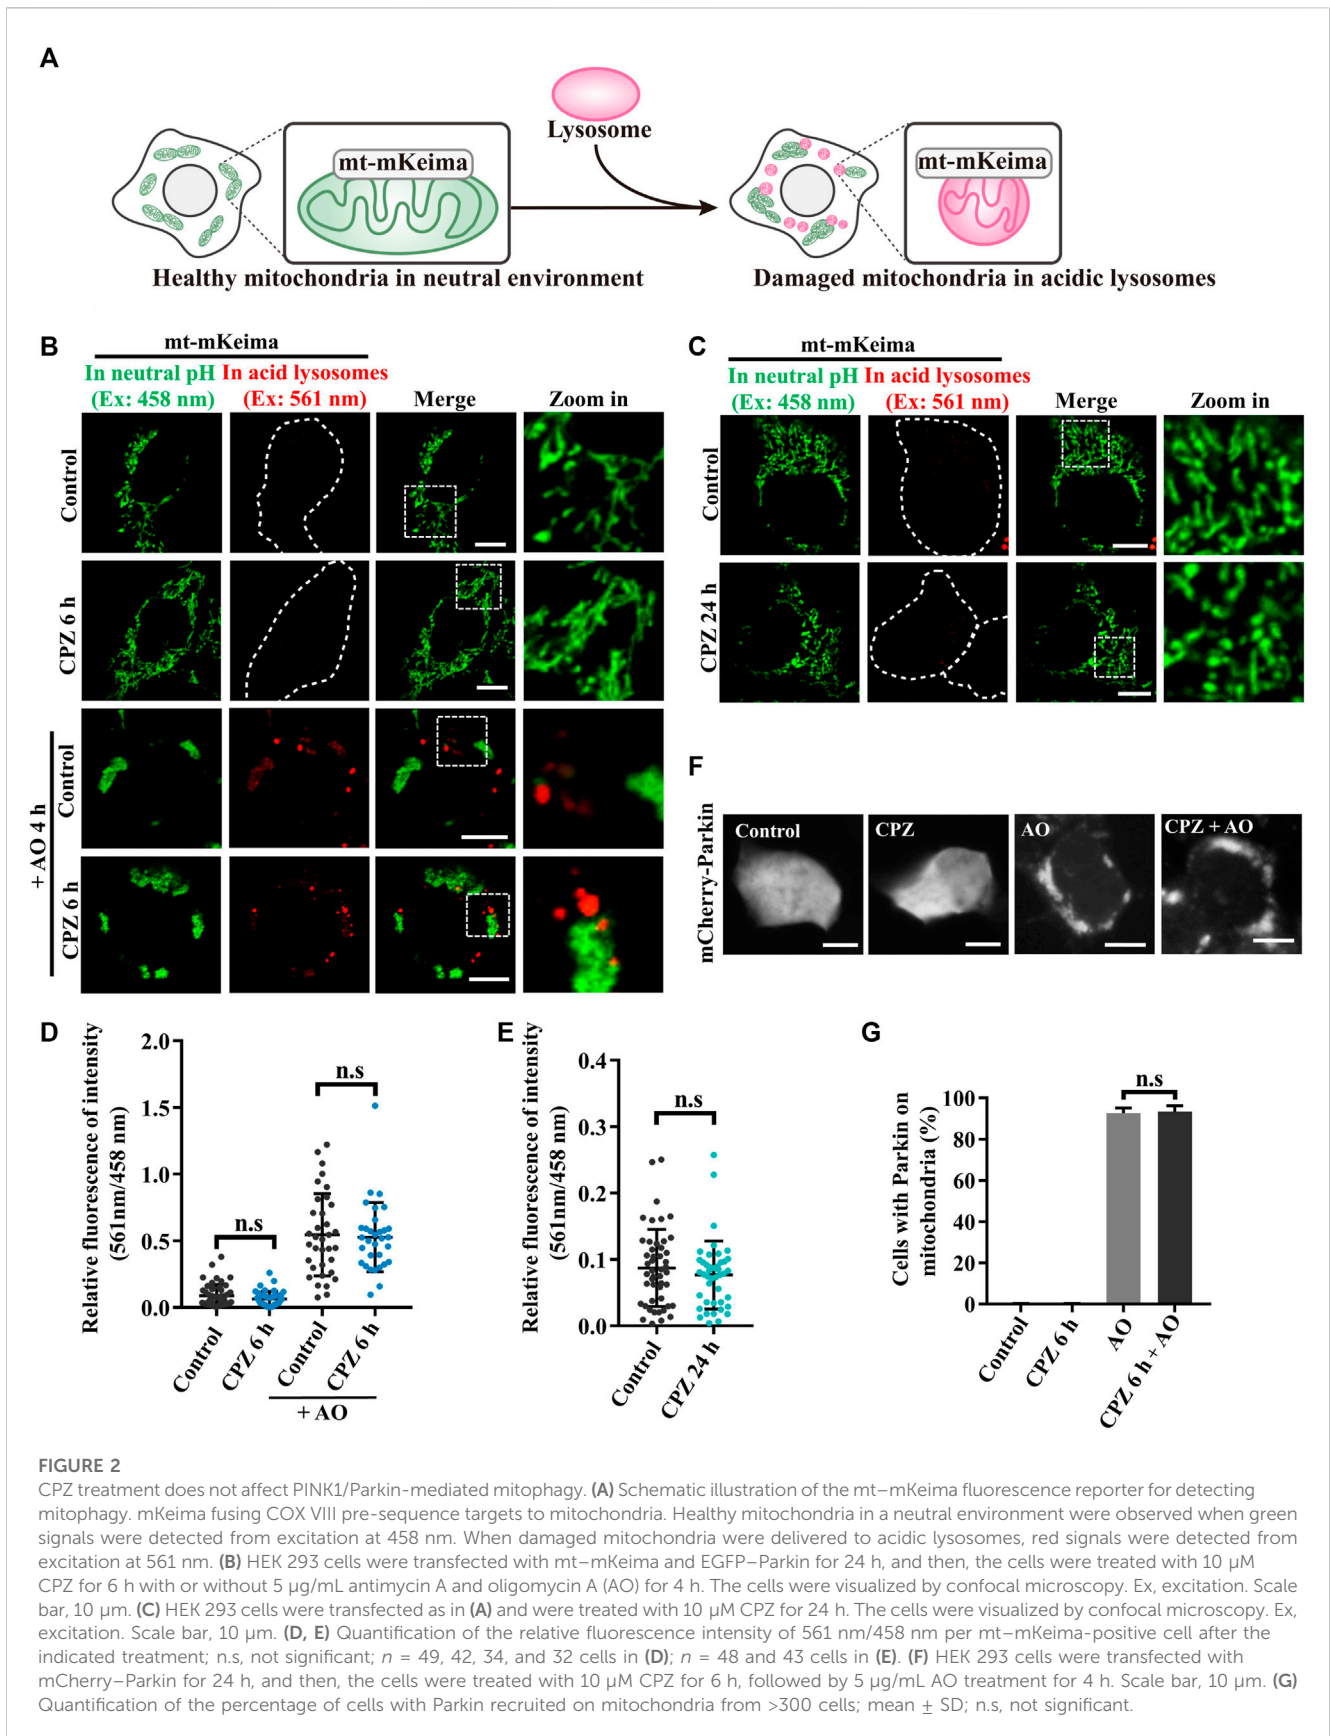 A
Lysosome
mt-mKeima
mt-mKeima
Healthy mitochondria in neutral environment
Damaged mitochondria in acidic lysosomes
B
mt-mKeima
In neutral pH
(Ex: 458 nm)
In acid lysosomes
(Ex: 561 nm)
Merge
Zoom in
Control
CPZ 6 h
+ AO 4 h
Control
CPZ 6 h
C
mt-mKeima
In neutral pH
(Ex: 458 nm)
In acid lysosomes
(Ex: 561 nm)
Merge
Zoom in
Control
CPZ 24 h
F
mCherry-Parkin
Control
CPZ
AO
CPZ + AO
D
Relative fluorescence of intensity
(561nm/458 nm)
2.0
1.5
1.0
0.5
0.0
n.s
n.s
Control
CPZ 6 h
Control
CPZ 6 h
+ AO
E
Relative fluorescence of intensity
(561nm/458 nm)
0.4
0.3
0.2
0.1
0.0
n.s
Control
CPZ 24 h
G
Cells with Parkin on
mitochondria (%)
100
80
60
40
20
0
n.s
Control
CPZ 6 h
AO
CPZ 6 h + AO
FIGURE 2
CPZ treatment does not affect PINK1/Parkin-mediated mitophagy. (A) Schematic illustration of the mt–mKeima fluorescence reporter for detecting
mitophagy. mKeima fusing COX VIII pre-sequence targets to mitochondria. Healthy mitochondria in a neutral environment were observed when green
signals were detected from excitation at 458 nm. When damaged mitochondria were delivered to acidic lysosomes, red signals were detected from
excitation at 561 nm. (B) HEK 293 cells were transfected with mt–mKeima and EGFP–Parkin for 24 h, and then, the cells were treated with 10 µM
CPZ for 6 h with or without 5 µg/mL antimycin A and oligomycin A (AO) for 4 h. The cells were visualized by confocal microscopy. Ex, excitation. Scale
bar, 10 µm. (C) HEK 293 cells were transfected as in (A) and were treated with 10 µM CPZ for 24 h. The cells were visualized by confocal microscopy. Ex,
excitation. Scale bar, 10 µm. (D, E) Quantification of the relative fluorescence intensity of 561 nm/458 nm per mt–mKeima-positive cell after the
indicated treatment; n.s, not significant; n = 49, 42, 34, and 32 cells in (D); n = 48 and 43 cells in (E). (F) HEK 293 cells were transfected with
mCherry–Parkin for 24 h, and then, the cells were treated with 10 µM CPZ for 6 h, followed by 5 µg/mL AO treatment for 4 h. Scale bar, 10 µm. (G)
Quantification of the percentage of cells with Parkin recruited on mitochondria from >300 cells; mean ± SD; n.s, not significant.